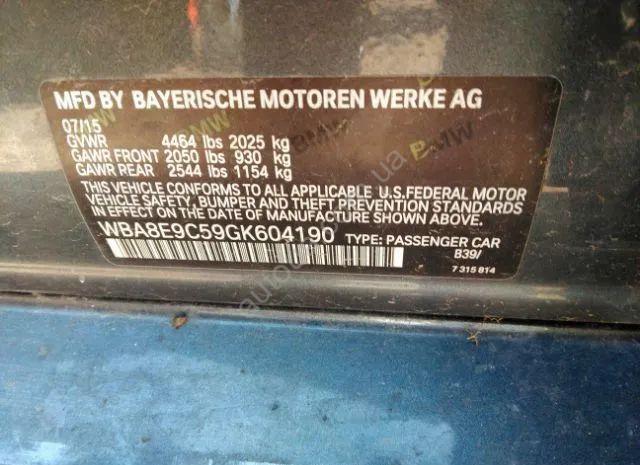 MFD BY BAYERISCHE MOTOREN WERKE AG
07/15
GVWR 4464 lbs 2025 kg
GAWR FRONT 2050 lbs 930 kg
GAWR REAR 2544 lbs 1154 kg
THIS VEHICLE CONFORMS TO ALL APPLICABLE U.S.FEDERAL MOTOR
VEHICLE SAFETY, BUMPER, AND THEFT PREVENTION STANDARDS
IN EFFECT ON THE DATE OF MANUFACTURE SHOWN ABOVE.
WBA8E9C59GK604190 TYPE: PASSENGER CAR
B39/
7 315 814
BMW
BMW